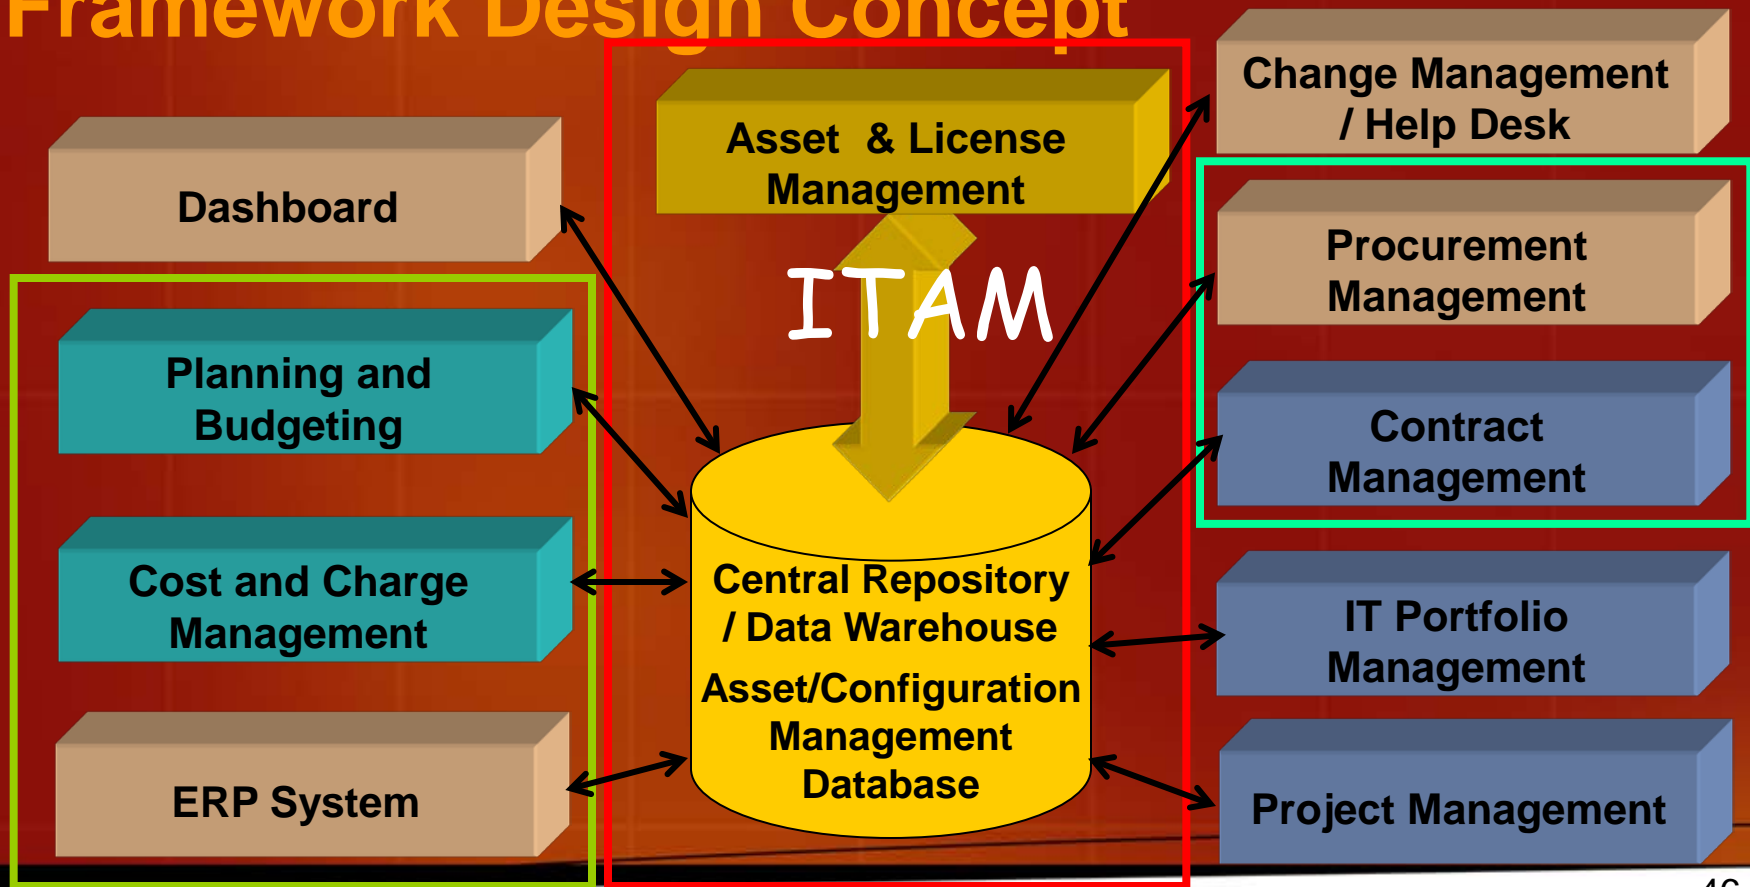 Framework Design Concept
Dashboard
Planning and
Budgeting
Cost and Charge
Management
ERP System
Asset & License
Management
ITAM
Central Repository
/ Data Warehouse
Asset/Configuration
Management
Database
Change Management
/ Help Desk
Procurement
Management
Contract
Management
IT Portfolio
Management
Project Management
46